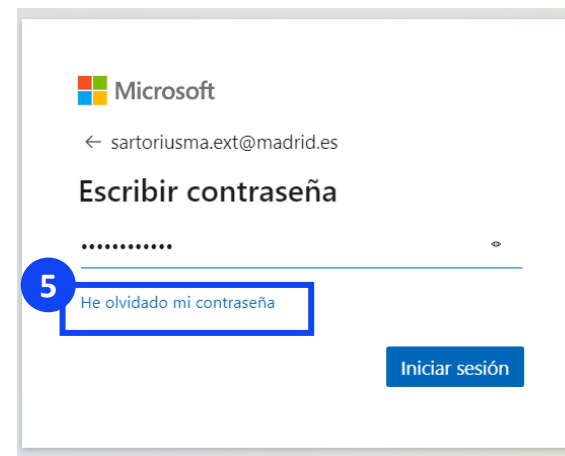 Microsoft
← sartoriusma.ext@madrid.es
Escribir contraseña
••••••••••••
5
He olvidado mi contraseña
Iniciar sesión